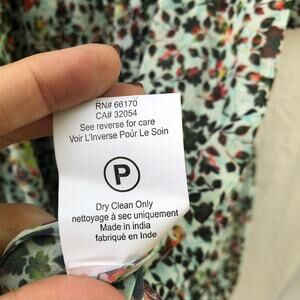 RN# 66170
CA# 32054
See reverse for care
Voir L'Inverse Pour Le Soin
P
Dry Clean Only
nettoyage à sec uniquement
Made in india
fabriqué en Inde